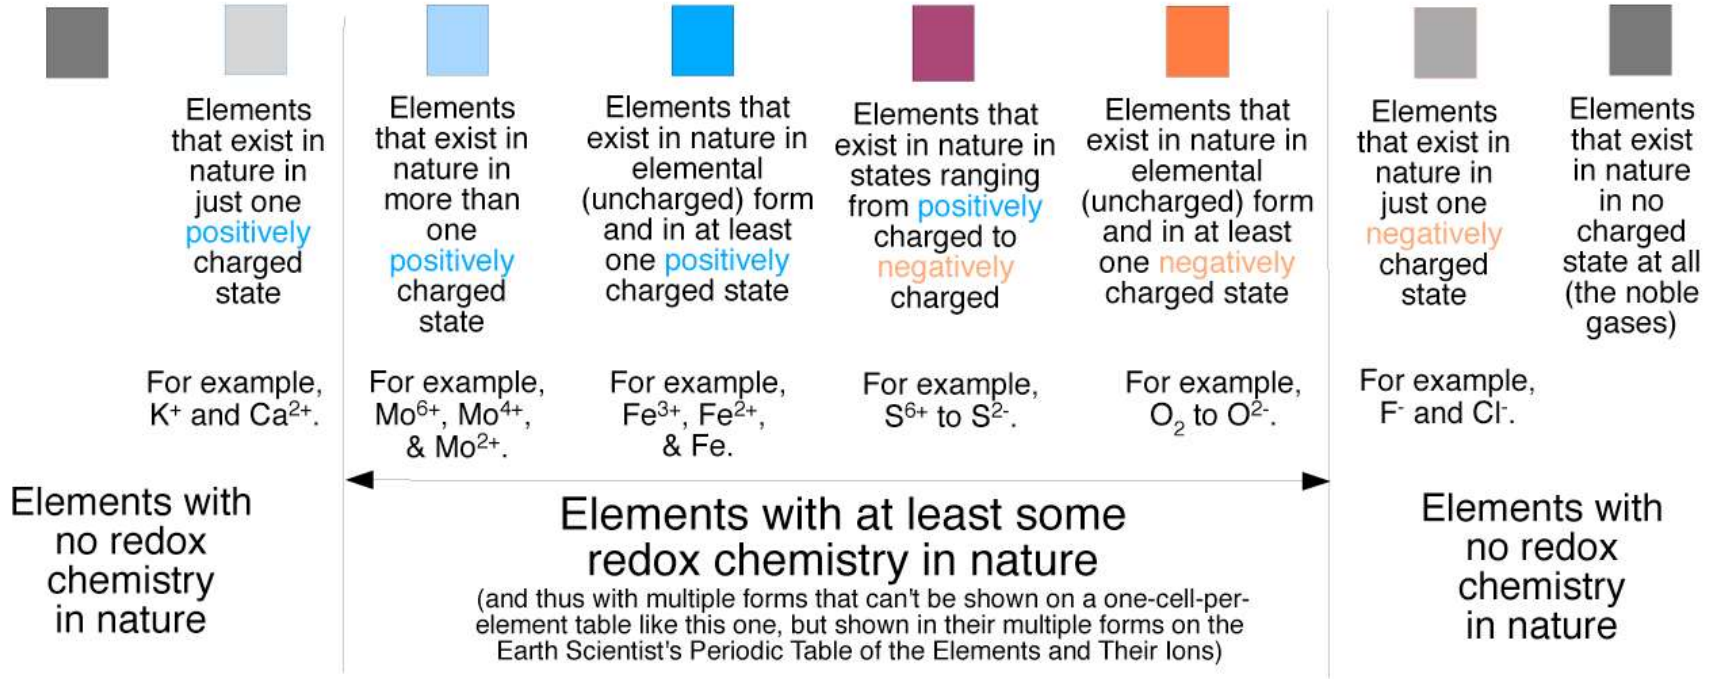 Elements
that exist in
nature in
just one
positively
charged
state
For example,
K⁺ and Ca²⁺.
Elements
that exist in
nature in
more than
one
positively
charged
state
For example,
Mo⁶⁺, Mo⁴⁺,
& Mo²⁺.
Elements that
exist in nature in
elemental
(uncharged) form
and in at least
one positively
charged state
For example,
Fe³⁺, Fe²⁺,
& Fe.
Elements that
exist in nature in
states ranging
from positively
charged to
negatively
charged
For example,
S⁶⁺ to S²⁻.
Elements that
exist in nature in
elemental
(uncharged) form
and in at least
one negatively
charged state
For example,
O₂ to O²⁻.
Elements
that exist in
nature in
just one
negatively
charged
state
For example,
F⁻ and Cl⁻.
Elements
that exist
in nature
in no
charged
state at all
(the noble
gases)
Elements with
no redox
chemistry
in nature
Elements with at least some
redox chemistry in nature
(and thus with multiple forms that can't be shown on a one-cell-per-
element table like this one, but shown in their multiple forms on the
Earth Scientist's Periodic Table of the Elements and Their Ions)
Elements with
no redox
chemistry
in nature